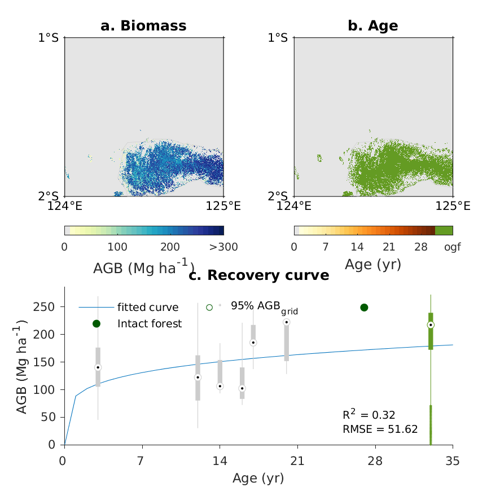 a. Biomass
b. Age
1°S
1°S
2°S
2°S
124°E
125°E
124°E
125°E
0 100 200 >300
0 7 14 21 28 ogf
AGB (Mg ha⁻¹)
Age (yr)
c. Recovery curve
fitted curve
95% AGB_grid
Intact forest
250
200
150
100
50
0
AGB (Mg ha⁻¹)
R² = 0.32
RMSE = 51.62
0 7 14 21 28 35
Age (yr)